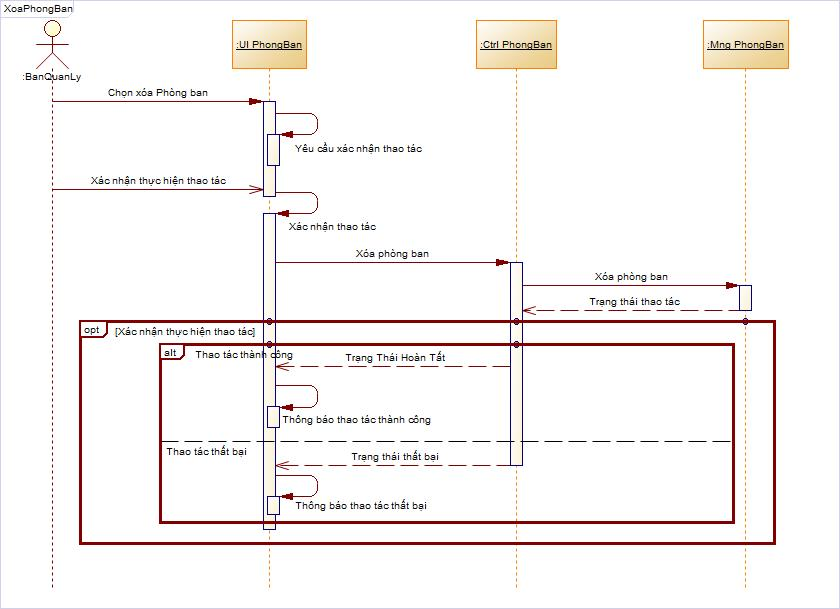 XoaPhongBan
:BanQuanLy
:UI PhongBan
:Ctrl PhongBan
:Mng PhongBan
Chọn xóa Phòng ban
Yêu cầu xác nhận thao tác
Xác nhận thực hiện thao tác
Xác nhận thao tác
Xóa phòng ban
Xóa phòng ban
Trạng thái thao tác
opt
[Xác nhận thực hiện thao tác]
alt
Thao tác thành công
Trạng Thái Hoàn Tất
Thông báo thao tác thành công
Thao tác thất bại
Trạng thái thất bại
Thông báo thao tác thất bại